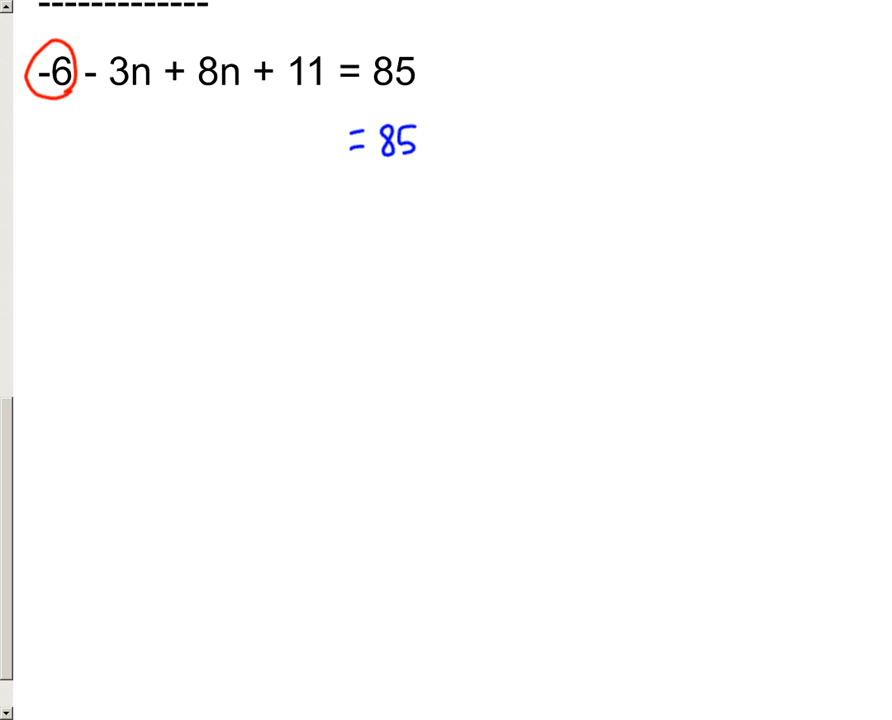 -------------
-6 - 3n + 8n + 11 = 85
= 85